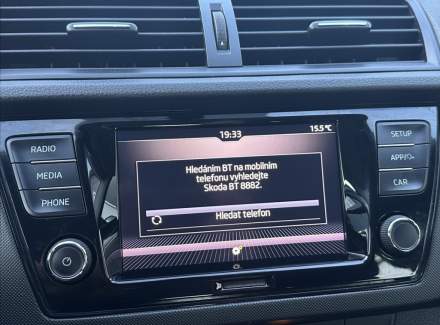 19:33
15.5 °C
RADIO
MEDIA
PHONE
Hledáním BT na mobilním
telefonu vyhledejte
Skoda BT 8882.
Hledat telefon
SETUP
APP/
CAR